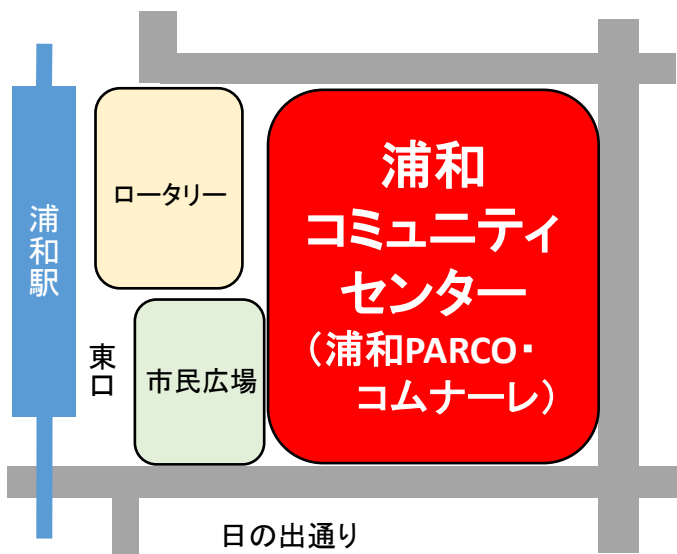 浦和駅
東口
ロータリー
市民広場
浦和
コミュニティ
センター
（浦和PARCO・
コムナーレ）
日の出通り